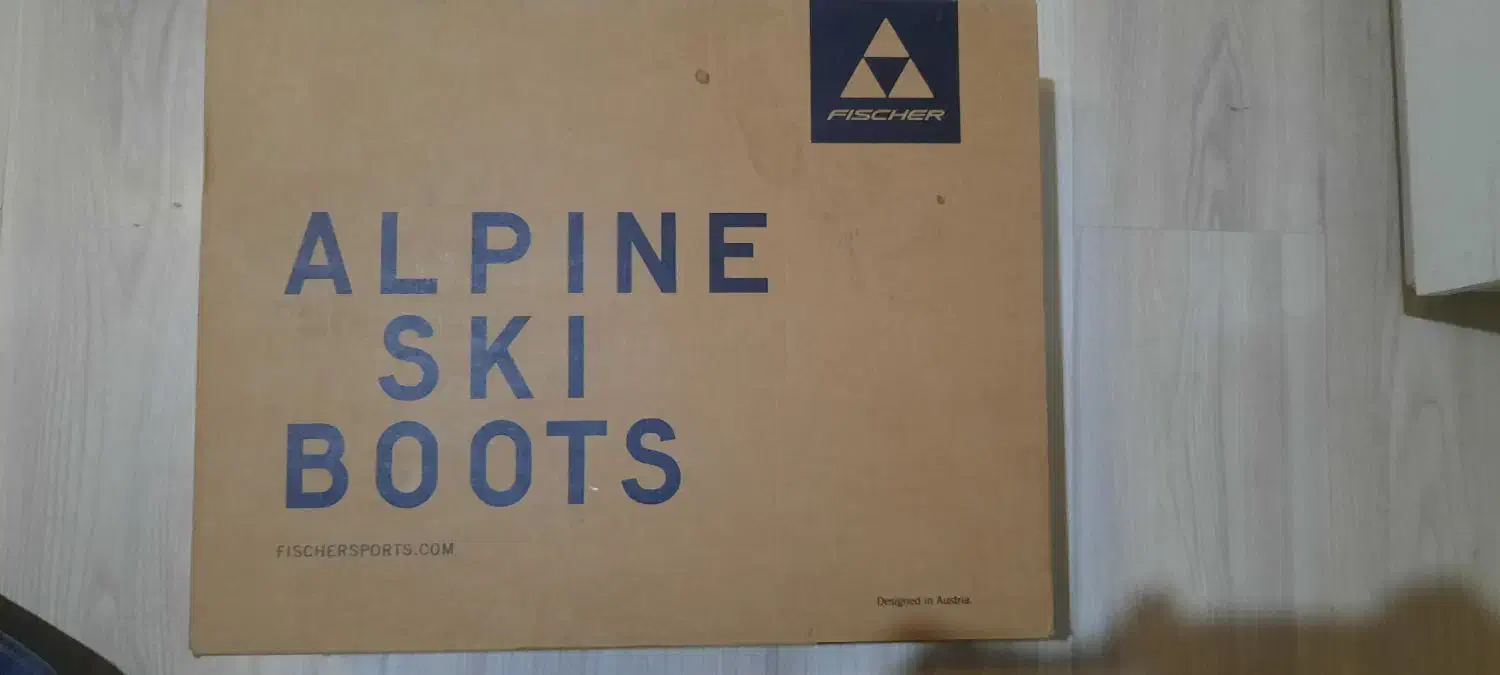 FISCHER
ALPINE
SKI
BOOTS
FISCHERSPORTS.COM
Designed in Austria.